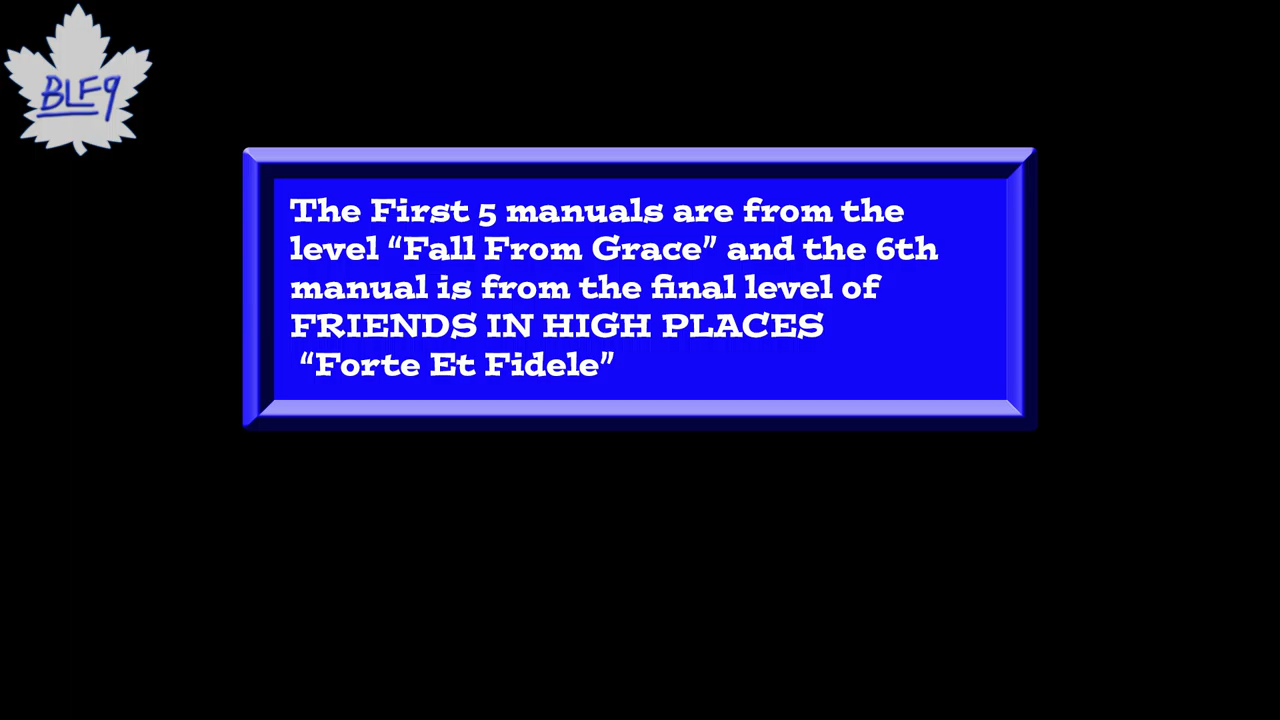 BLF9
The First 5 manuals are from the
level “Fall From Grace” and the 6th
manual is from the final level of
FRIENDS IN HIGH PLACES
“Forte Et Fidele”